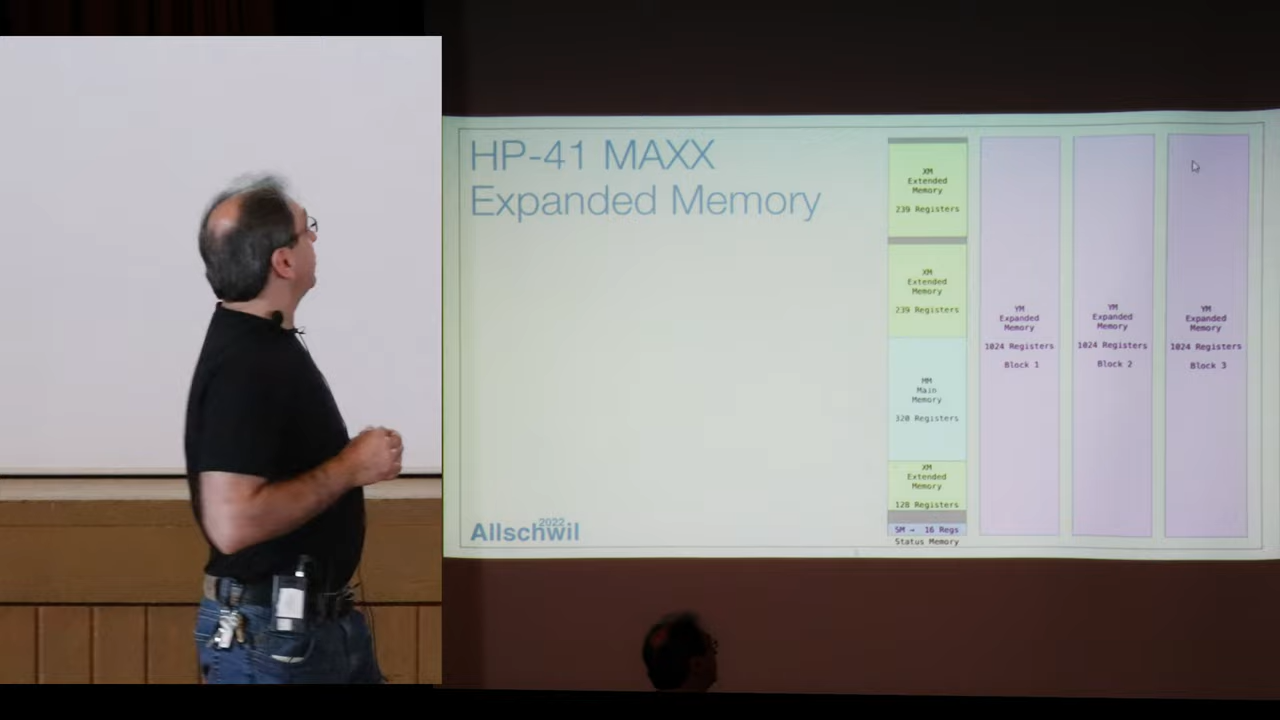 HP-41 MAXX
Expanded Memory
XM
Extended
Memory
239 Registers
XM
Extended
Memory
239 Registers
MM
Main
Memory
320 Registers
XM
Extended
Memory
128 Registers
SM → 16 Regs
Status Memory
YM
Expanded
Memory
1024 Registers
Block 1
YM
Expanded
Memory
1024 Registers
Block 2
YM
Expanded
Memory
1024 Registers
Block 3
2022
Allschwil